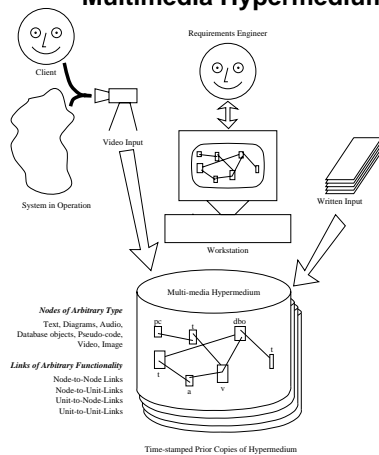 Multimedia Hypermedium
Client
Requirements Engineer
Video Input
System in Operation
Written Input
Workstation
Multi-media Hypermedium
Nodes of Arbitrary Type
Text, Diagrams, Audio,
Database objects, Pseudo-code,
Video, Image
Links of Arbitrary Functionality
Node-to-Node Links
Node-to-Unit-Links
Unit-to-Node-Links
Unit-to-Unit-Links
pc
t
dbo
t
t
a
v
Time-stamped Prior Copies of Hypermedium